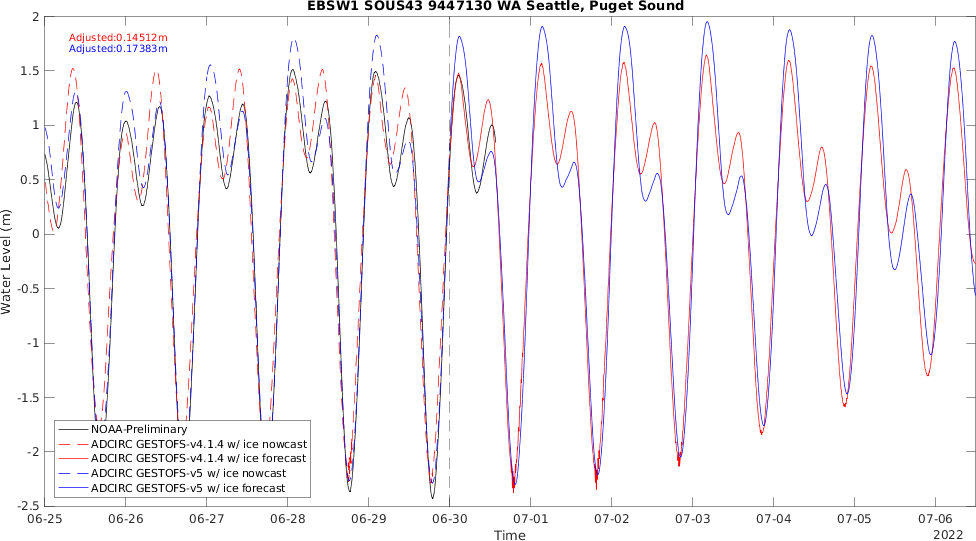 EBSW1 SOUS43 9447130 WA Seattle, Puget Sound
Adjusted:0.14512m
Adjusted:0.17383m
Water Level (m)
2
1.5
1
0.5
0
-0.5
-1
-1.5
-2
-2.5
NOAA-Preliminary
ADCIRC GESTOFS-v4.1.4 w/ ice nowcast
ADCIRC GESTOFS-v4.1.4 w/ ice forecast
ADCIRC GESTOFS-v5 w/ ice nowcast
ADCIRC GESTOFS-v5 w/ ice forecast
06-25 06-26 06-27 06-28 06-29 06-30 07-01 07-02 07-03 07-04 07-05 07-06
2022
Time